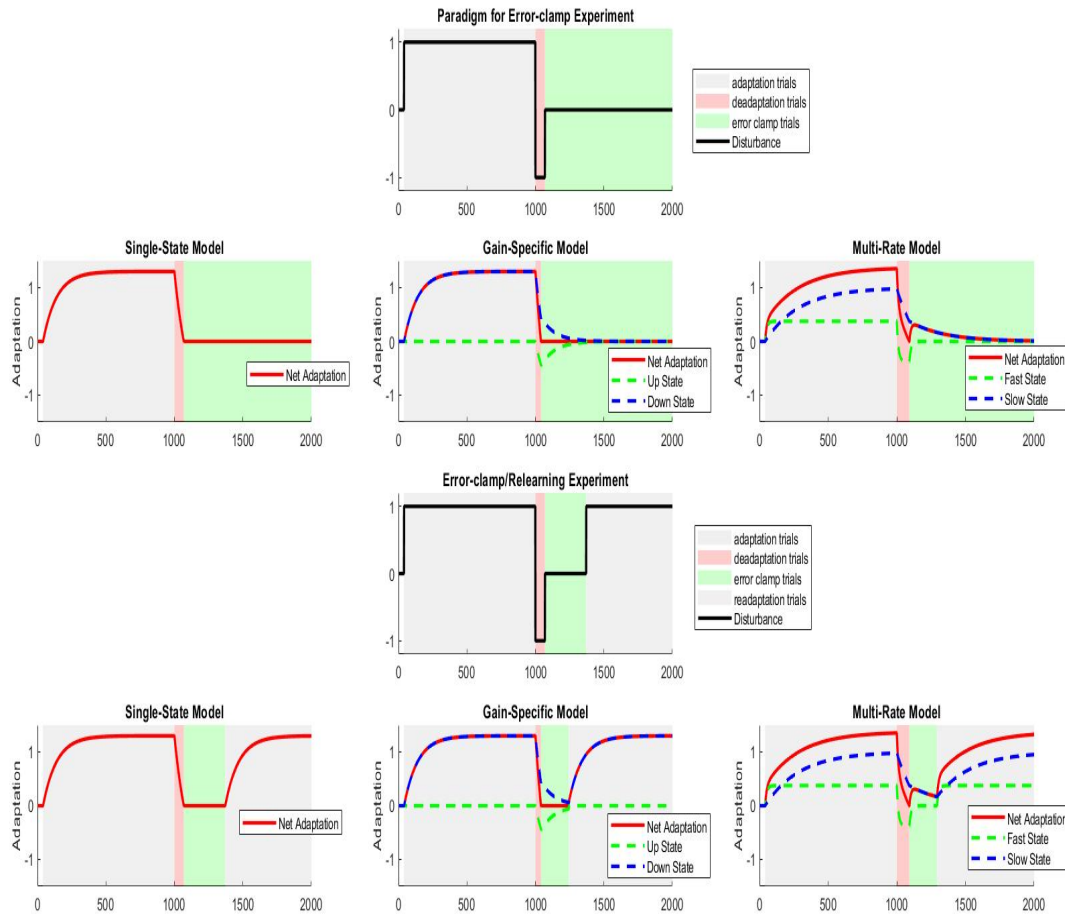 Paradigm for Error-clamp Experiment
1
0
-1
0 500 1000 1500 2000
adaptation trials
deadaptation trials
error clamp trials
Disturbance
Single-State Model
Adaptation
1
0
-1
0 500 1000 1500 2000
Net Adaptation
Gain-Specific Model
Adaptation
1
0
-1
0 500 1000 1500 2000
Net Adaptation
Up State
Down State
Multi-Rate Model
Adaptation
1
0
-1
0 500 1000 1500 2000
Net Adaptation
Fast State
Slow State
Error-clamp/Relearning Experiment
1
0
-1
0 500 1000 1500 2000
adaptation trials
deadaptation trials
error clamp trials
readaptation trials
Disturbance
Single-State Model
Adaptation
1
0
-1
0 500 1000 1500 2000
Net Adaptation
Gain-Specific Model
Adaptation
1
0
-1
0 500 1000 1500 2000
Net Adaptation
Up State
Down State
Multi-Rate Model
Adaptation
1
0
-1
0 500 1000 1500 2000
Net Adaptation
Fast State
Slow State